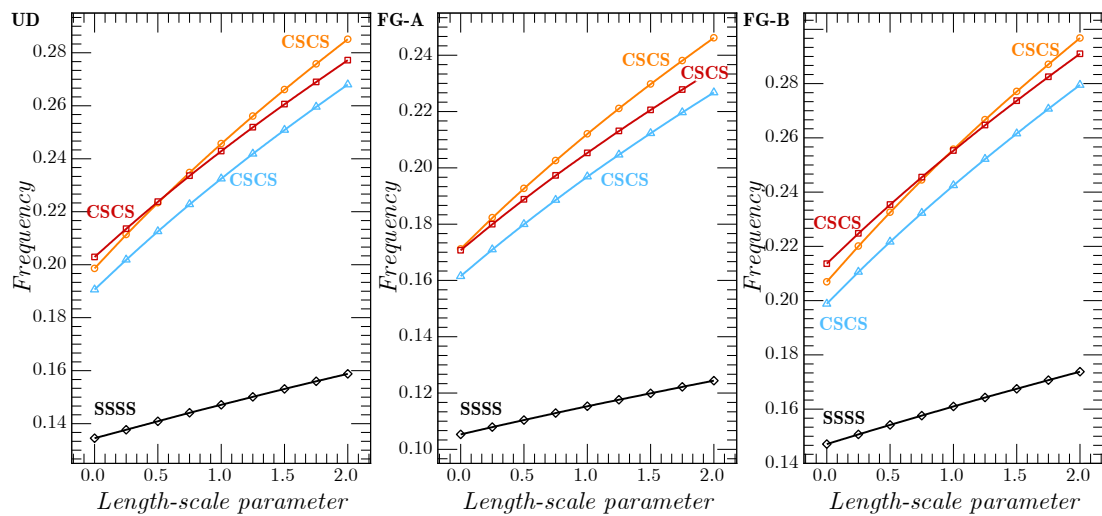 UD
0.28
0.26
0.24
0.22
0.20
0.18
0.16
0.14
Frequency
CSCS
CSCS
CSCS
SSSS
0.0 0.5 1.0 1.5 2.0
Length-scale parameter
FG-A
0.24
0.22
0.20
0.18
0.16
0.14
0.12
0.10
Frequency
CSCS
CSCS
CSCS
SSSS
0.0 0.5 1.0 1.5 2.0
Length-scale parameter
FG-B
0.28
0.26
0.24
0.22
0.20
0.18
0.16
0.14
Frequency
CSCS
CSCS
CSCS
SSSS
0.0 0.5 1.0 1.5 2.0
Length-scale parameter